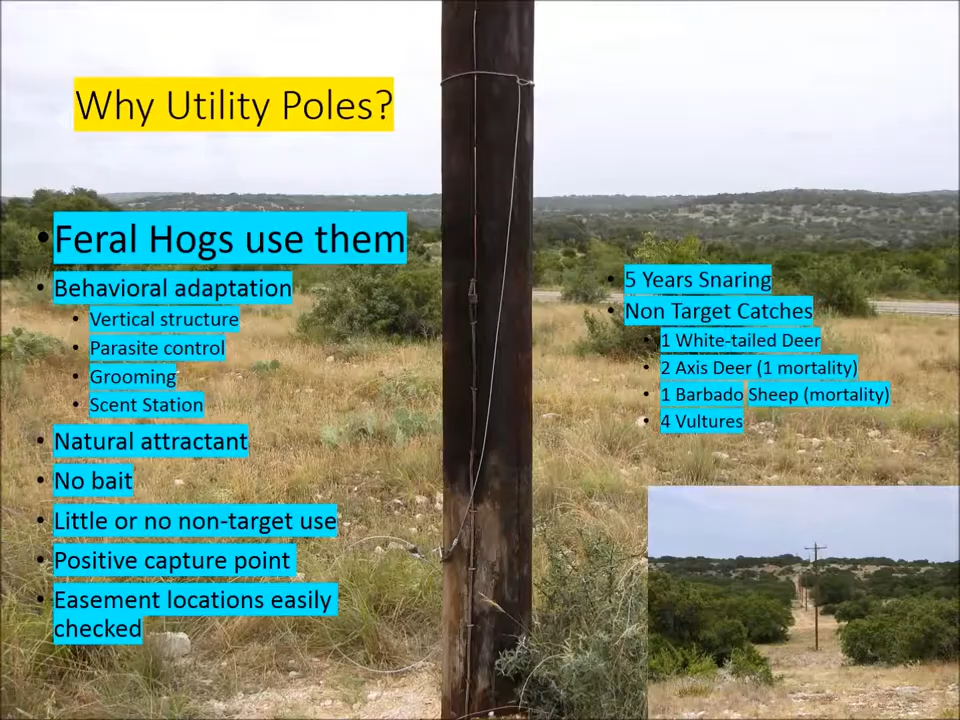 Why Utility Poles?
• Feral Hogs use them
• Behavioral adaptation
• Vertical structure
• Parasite control
• Grooming
• Scent Station
• Natural attractant
• No bait
• Little or no non-target use
• Positive capture point
• Easement locations easily
checked
• 5 Years Snaring
• Non Target Catches
• 1 White-tailed Deer
• 2 Axis Deer (1 mortality)
• 1 Barbado Sheep (mortality)
• 4 Vultures